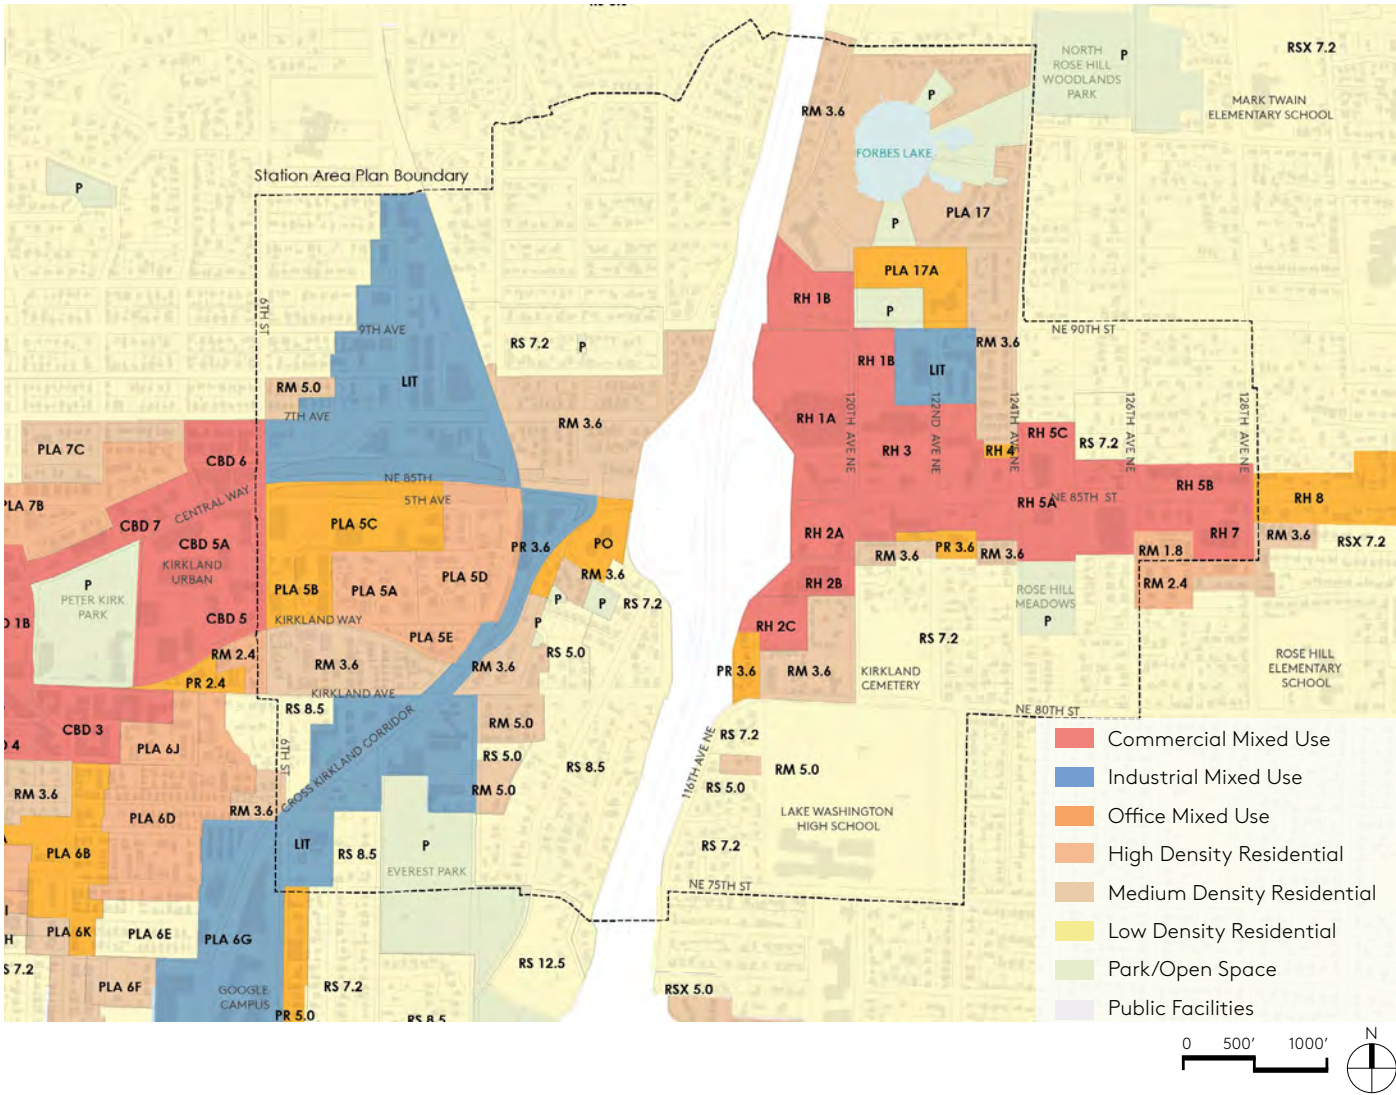 NORTH
ROSE HILL
WOODLANDS
PARK
P
RSX 7.2
MARK TWAIN
ELEMENTARY SCHOOL
RM 3.6
P
FORBES LAKE
P
Station Area Plan Boundary
PLA 17
P
PLA 17A
6TH ST
RH 1B
P
9TH AVE
NE 90TH ST
RS 7.2
P
RM 3.6
RH 1B
LIT
LIT
RM 5.0
7TH AVE
120TH AVE NE
122ND AVE NE
124TH AVE NE
126TH AVE NE
128TH AVE NE
RH 1A
RM 3.6
RH 5C
RS 7.2
PLA 7C
CBD 6
RH 3
RH 4
NE 85TH
RH 5B
RH 8
PLA 7B
CENTRAL WAY
5TH AVE
RH 5A
NE 85TH ST
CBD 7
PLA 5C
CBD 5A
KIRKLAND
URBAN
PR 3.6
PO
RH 2A
RH 7
RM 3.6
RSX 7.2
RM 3.6
PR 3.6
RM 3.6
RM 1.8
P
PETER KIRK
PARK
PLA 5B
PLA 5A
PLA 5D
RM 3.6
RH 2B
RM 2.4
P
P
RS 7.2
ROSE HILL
MEADOWS
P
D 1B
CBD 5
KIRKLAND WAY
PLA 5E
P
RH 2C
RS 7.2
RM 2.4
RM 3.6
RM 3.6
RS 5.0
PR 3.6
RM 3.6
KIRKLAND
CEMETERY
ROSE HILL
ELEMENTARY
SCHOOL
PR 2.4
KIRKLAND AVE
RS 8.5
NE 80TH ST
CBD 3
RM 5.0
D 4
PLA 6J
6TH ST
CROSS KIRKLAND CORRIDOR
RS 5.0
RS 8.5
116TH AVE NE
RS 7.2
RM 5.0
RS 5.0
RM 3.6
RM 5.0
RM 3.6
PLA 6D
LAKE WASHINGTON
HIGH SCHOOL
PLA 6B
LIT
RS 8.5
P
EVEREST PARK
RS 7.2
NE 75TH ST
PLA 6K
PLA 6E
PLA 6G
H
S 7.2
RS 12.5
PLA 6F
GOOGLE
CAMPUS
RS 7.2
RSX 5.0
PR 5.0
RS 8.5
Commercial Mixed Use
Industrial Mixed Use
Office Mixed Use
High Density Residential
Medium Density Residential
Low Density Residential
Park/Open Space
Public Facilities
0 500' 1000'
N